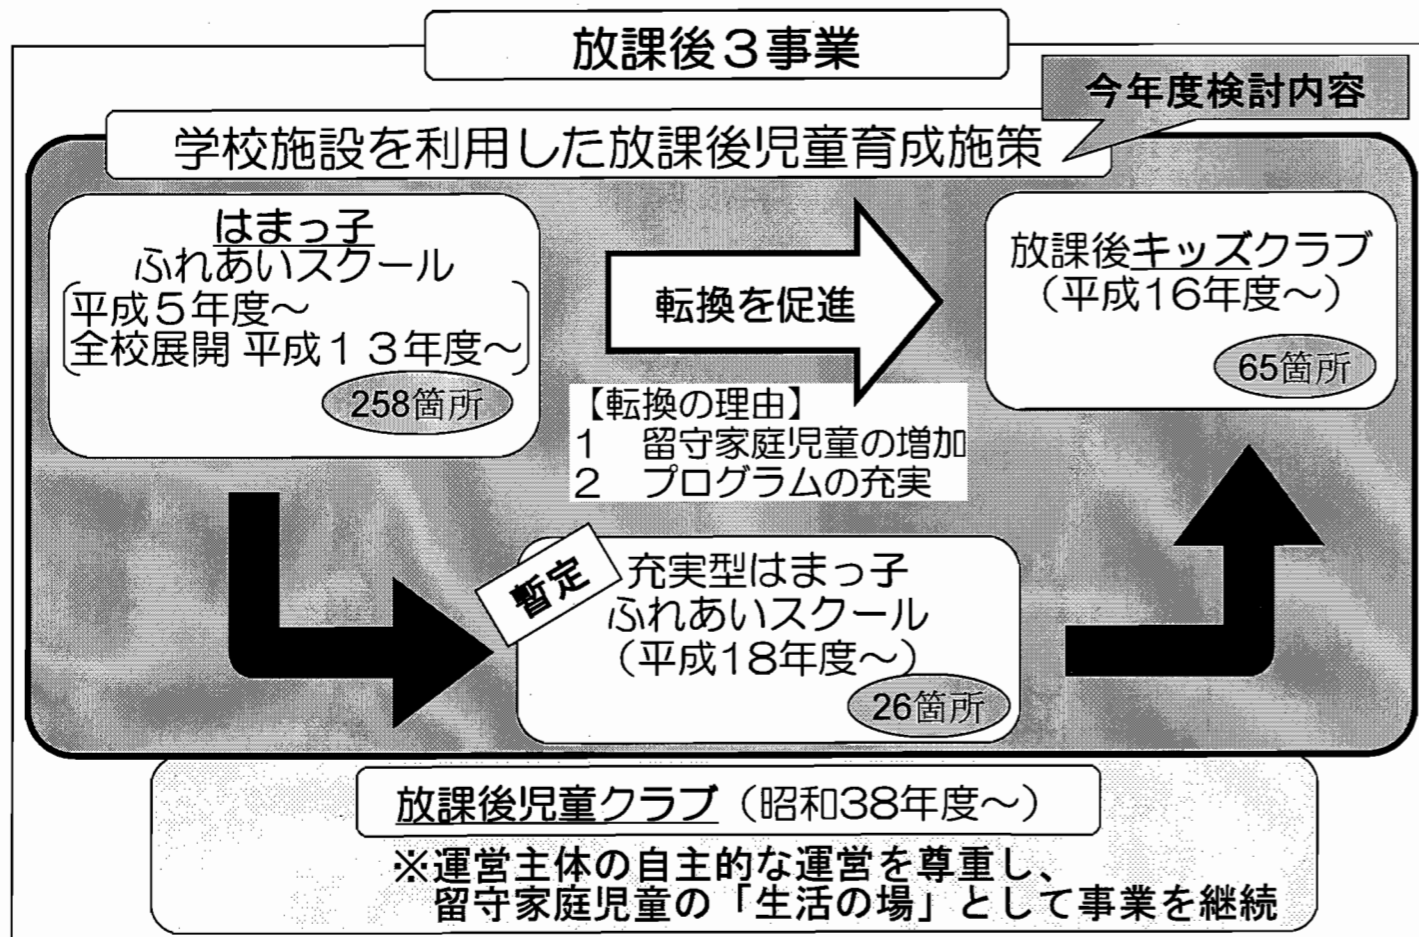 放課後３事業
今年度検討内容
学校施設を利用した放課後児童育成施策
はまっ子
ふれあいスクール
平成５年度～
全校展開 平成１３年度～
258箇所
転換を促進
放課後キッズクラブ
（平成16年度～）
65箇所
【転換の理由】
１　留守家庭児童の増加
２　プログラムの充実
暫定
充実型はまっ子
ふれあいスクール
（平成18年度～）
26箇所
放課後児童クラブ（昭和38年度～）
※運営主体の自主的な運営を尊重し、
留守家庭児童の「生活の場」として事業を継続